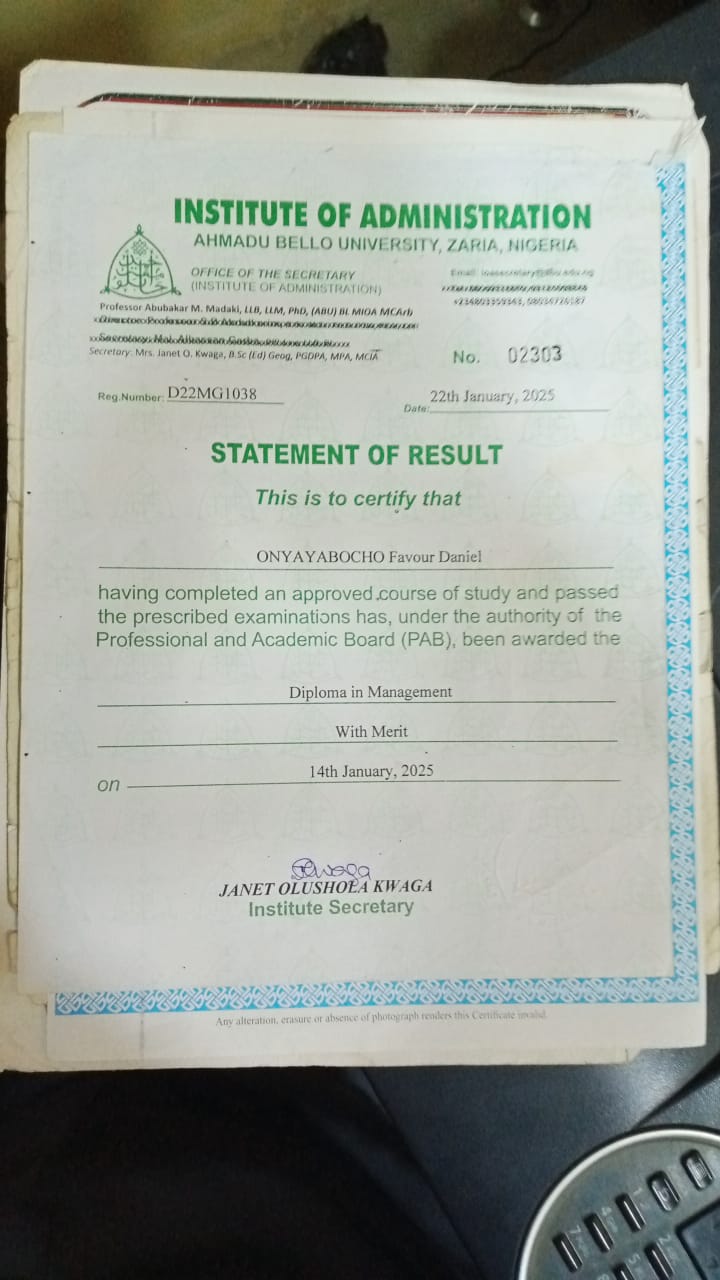 INSTITUTE OF ADMINISTRATION
AHMADU BELLO UNIVERSITY, ZARIA, NIGERIA
OFFICE OF THE SECRETARY
(INSTITUTE OF ADMINISTRATION)
Email:
Professor Abubakar M. Madaki, LLB, LLM, PhD, (ABU) BL MIOA MCArb
Secretary: Mrs. Janet O. Kwaga, B.Sc (Ed) Geog, PGDPA, MPA, MCIA
No. 02303
Reg.Number: D22MG1038
Date: 22th January, 2025
STATEMENT OF RESULT
This is to certify that
ONYAYABOCHO Favour Daniel
having completed an approved course of study and passed
the prescribed examinations has, under the authority of the
Professional and Academic Board (PAB), been awarded the
Diploma in Management
With Merit
on 14th January, 2025
JANET OLUSHOLA KWAGA
Institute Secretary
Any alteration, erasure or absence of photograph renders this Certificate invalid.